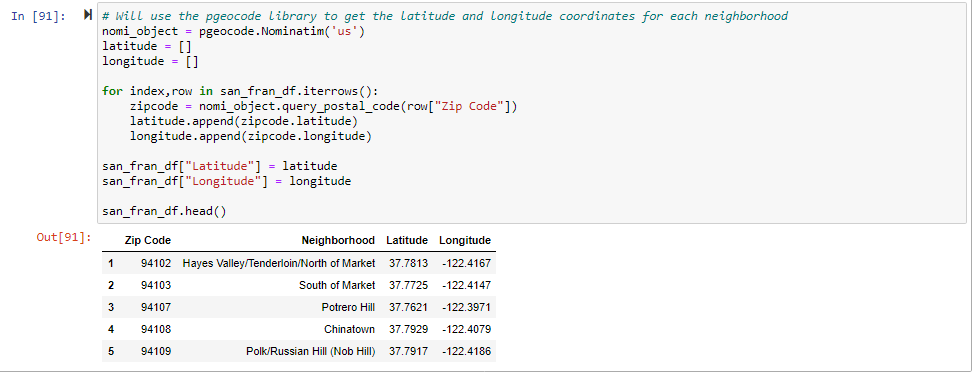 In [91]:
# Will use the pgeocode library to get the latitude and longitude coordinates for each neighborhood
nomi_object = pgeocode.Nominatim('us')
latitude = []
longitude = []
for index,row in san_fran_df.iterrows():
zipcode = nomi_object.query_postal_code(row["Zip Code"])
latitude.append(zipcode.latitude)
longitude.append(zipcode.longitude)
san_fran_df["Latitude"] = latitude
san_fran_df["Longitude"] = longitude
san_fran_df.head()
Out[91]:
Zip Code Neighborhood Latitude Longitude
1 94102 Hayes Valley/Tenderloin/North of Market 37.7813 -122.4167
2 94103 South of Market 37.7725 -122.4147
3 94107 Potrero Hill 37.7621 -122.3971
4 94108 Chinatown 37.7929 -122.4079
5 94109 Polk/Russian Hill (Nob Hill) 37.7917 -122.4186